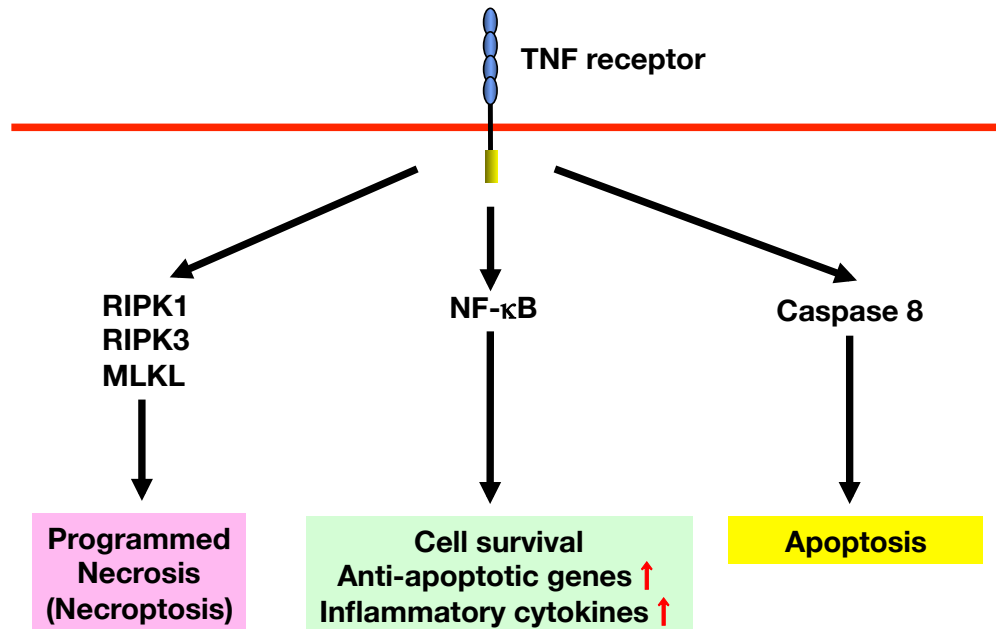 TNF receptor
RIPK1
RIPK3
MLKL
NF-κB
Caspase 8
Programmed
Necrosis
(Necroptosis)
Cell survival
Anti-apoptotic genes ↑
Inflammatory cytokines ↑
Apoptosis